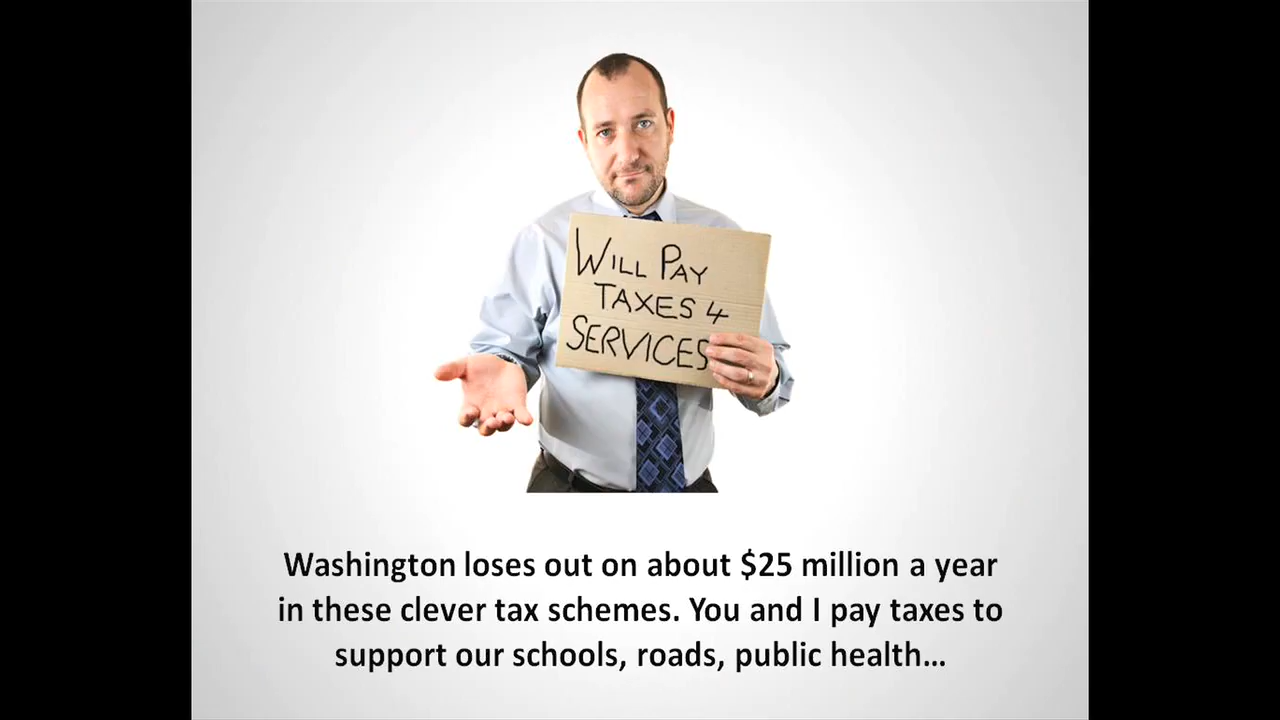 WILL PAY
TAXES 4
SERVICES
Washington loses out on about $25 million a year
in these clever tax schemes. You and I pay taxes to
support our schools, roads, public health...